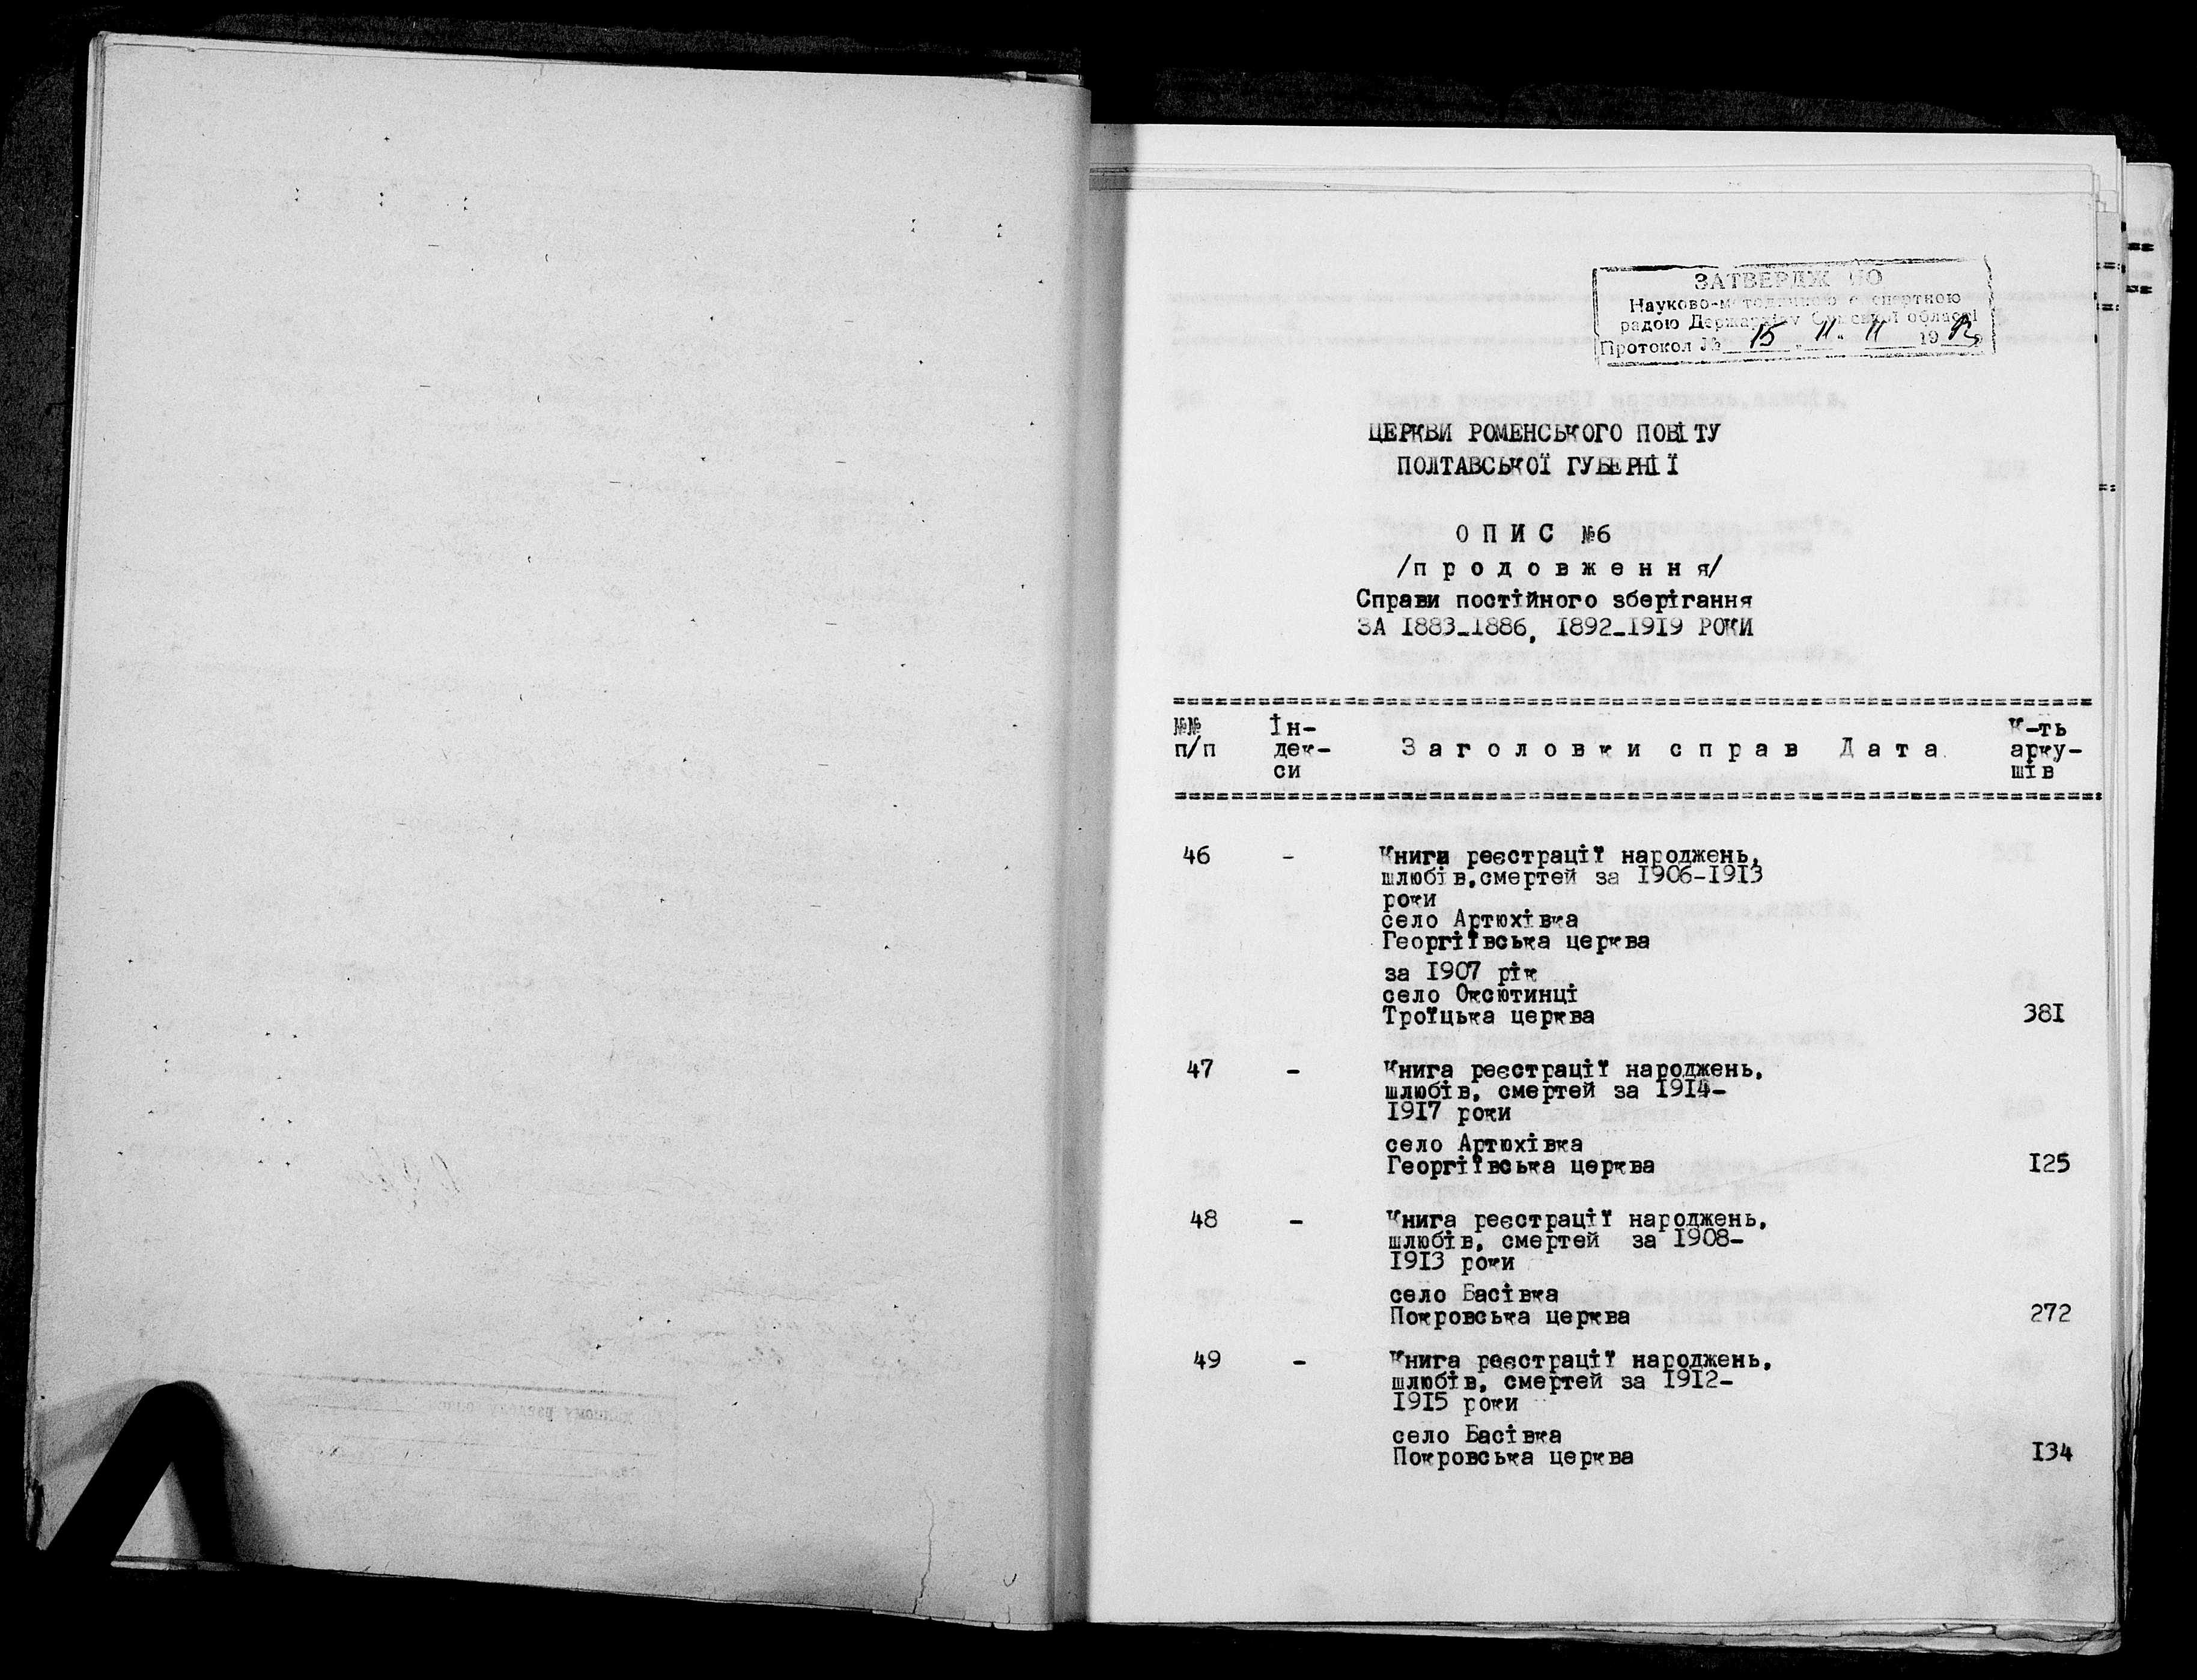 ЗАТВЕРДЖ НО
Науково-методичною експертною
радою Держархіву Сумської області
Протокол № 15 11. 11 19
ЦЕРКВИ РОМЕНСЬКОГО ПОВІТУ
ПОЛТАВСЬКОЇ ГУБЕРНІЇ
О П И С №6
/п р о д о в ж е н н я/
Справи постійного зберігання
ЗА 1883-1886, 1892-1919 РОКИ
№№ п/п Ін-дек-си Заголовки справ Дата К-ть арку-шів
46 - Книга реєстрації народжень,
шлюбів,смертей за 1906-1913
роки
село Артюхівка
Георгіївська церква
за 1907 рік
село Оксютинці
Троїцька церква 381
47 - Книга реєстрації народжень,
шлюбів, смертей за 1914-
1917 роки
село Артюхівка
Георгіївська церква 125
48 - Книга реєстрації народжень,
шлюбів, смертей за 1908-
1913 роки
село Басівка
Покровська церква 272
49 - Книга реєстрації народжень,
шлюбів, смертей за 1912-
1915 роки
село Басівка
Покровська церква 134